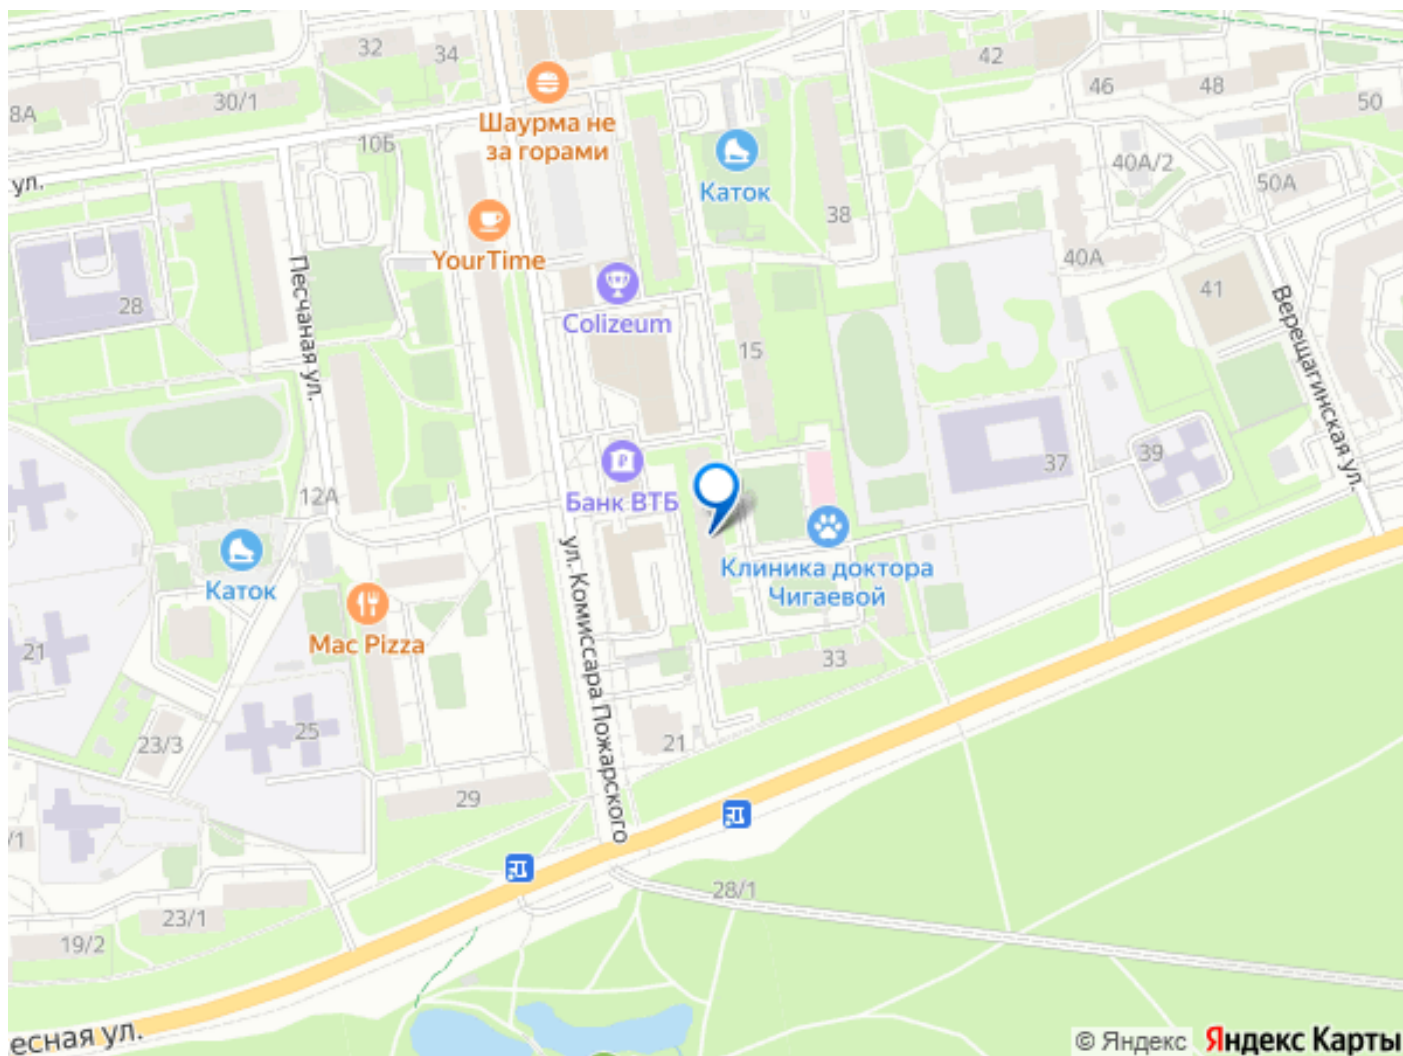 32
34
42
46
48
50
8А
30/1
Шаурма не
за горами
10Б
ул.
Каток
38
40А/2
50А
YourTime
40А
28
Песчаная ул.
Colizeum
15
41
Верещагинская ул.
12А
Банк ВТБ
37
39
Каток
Клиника доктора
Чигаевой
Mac Pizza
ул. Комиссара Пожарского
21
33
25
23/3
21
29
/1
28/1
23/1
19/2
есная ул.
© Яндекс Яндекс Карты